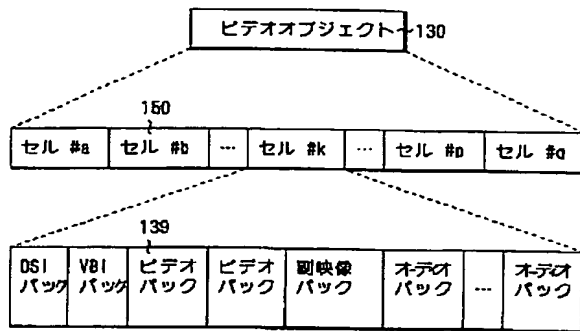 ビデオオブジェクト 130
150
セル #a セル #b … セル #k … セル #p セル #q
139
DSI VBI ビデオ ビデオ 副映像 オーディオ オーディオ
パック パック パック パック パック パック … パック